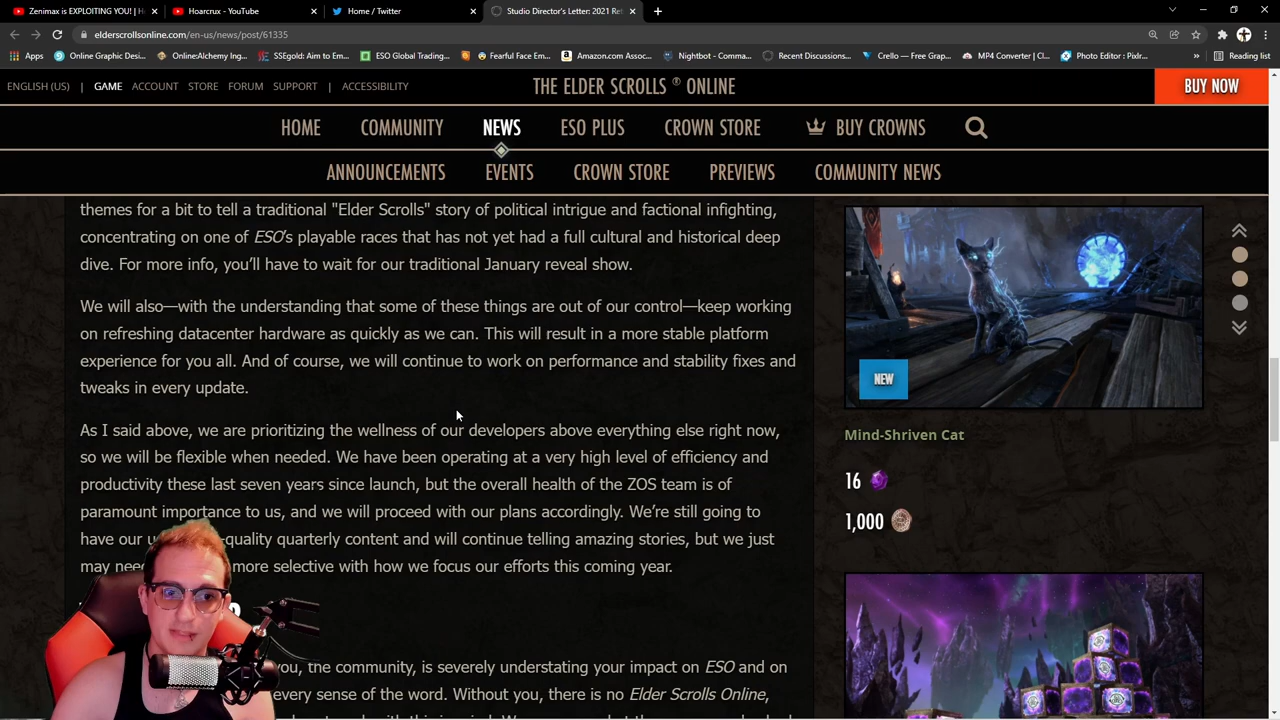 Zenimax is EXPLOITING YOU! | H
Hoarcrux - YouTube
Home / Twitter
Studio Director's Letter: 2021 Ret
elderscrollsonline.com/en-us/news/post/61335
Apps
Online Graphic Desi...
OnlineAlchemy Ing...
SSEgold: Aim to Em...
ESO Global Trading...
Fearful Face Em...
Amazon.com Assoc...
Nightbot - Comma...
Recent Discussions...
Crello — Free Grap...
MP4 Converter | Cl...
Photo Editor : Pixlr...
»
Reading list
ENGLISH (US) | GAME ACCOUNT STORE FORUM SUPPORT | ACCESSIBILITY
THE ELDER SCROLLS ® ONLINE
BUY NOW
HOME COMMUNITY NEWS ESO PLUS CROWN STORE BUY CROWNS
ANNOUNCEMENTS EVENTS CROWN STORE PREVIEWS COMMUNITY NEWS
themes for a bit to tell a traditional "Elder Scrolls" story of political intrigue and factional infighting,
concentrating on one of ESO's playable races that has not yet had a full cultural and historical deep
dive. For more info, you'll have to wait for our traditional January reveal show.
We will also—with the understanding that some of these things are out of our control—keep working
on refreshing datacenter hardware as quickly as we can. This will result in a more stable platform
experience for you all. And of course, we will continue to work on performance and stability fixes and
tweaks in every update.
As I said above, we are prioritizing the wellness of our developers above everything else right now,
so we will be flexible when needed. We have been operating at a very high level of efficiency and
productivity these last seven years since launch, but the overall health of the ZOS team is of
paramount importance to us, and we will proceed with our plans accordingly. We're still going to
have our -quality quarterly content and will continue telling amazing stories, but we just
may more selective with how we focus our efforts this coming year.
you, the community, is severely understating your impact on ESO and on
every sense of the word. Without you, there is no Elder Scrolls Online,
NEW
Mind-Shriven Cat
16
1,000